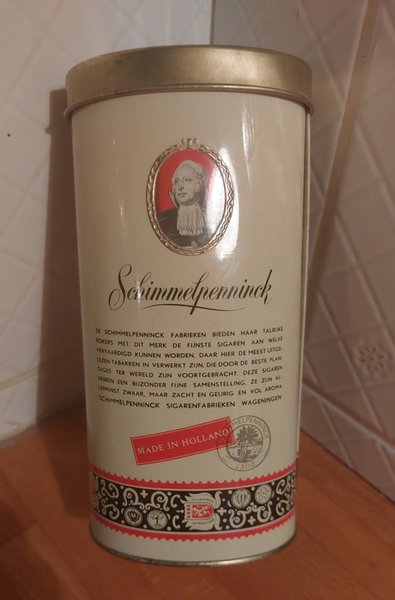 Schimmelpenninck
DE SCHIMMELPENNINCK FABRIEKEN BIEDEN HAAR TALRIJKE
ROKERS MET DIT MERK DE FIJNSTE SIGAREN AAN WELKE
VERVAARDIGD KUNNEN WORDEN, DAAR HIER DE MEEST UITGE-
LEZEN TABAKKEN IN VERWERKT ZIJN, DIE DOOR DE BESTE PLAN-
TAGES TER WERELD ZIJN VOORTGEBRACHT. DEZE SIGAREN
HEBBEN EEN BIJZONDER FIJNE SAMENSTELLING, ZE ZIJN AL-
LERMINST ZWAAR, MAAR ZACHT EN GEURIG EN VOL AROMA.
SCHIMMELPENNINCK SIGARENFABRIEKEN WAGENINGEN
MADE IN HOLLAND